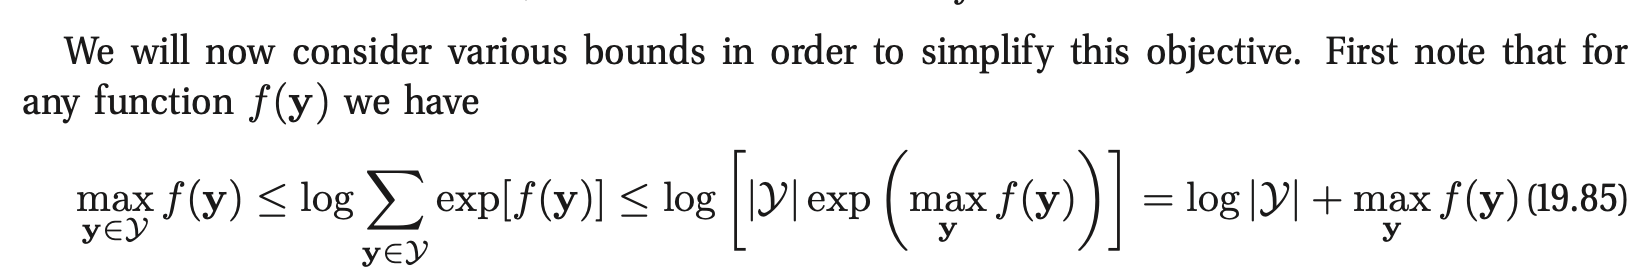 We will now consider various bounds in order to simplify this objective. First note that for
any function f(y) we have
max_{y∈𝒴} f(y) ≤ log ∑_{y∈𝒴} exp[f(y)] ≤ log [|𝒴| exp (max_y f(y))] = log |𝒴| + max_y f(y) (19.85)